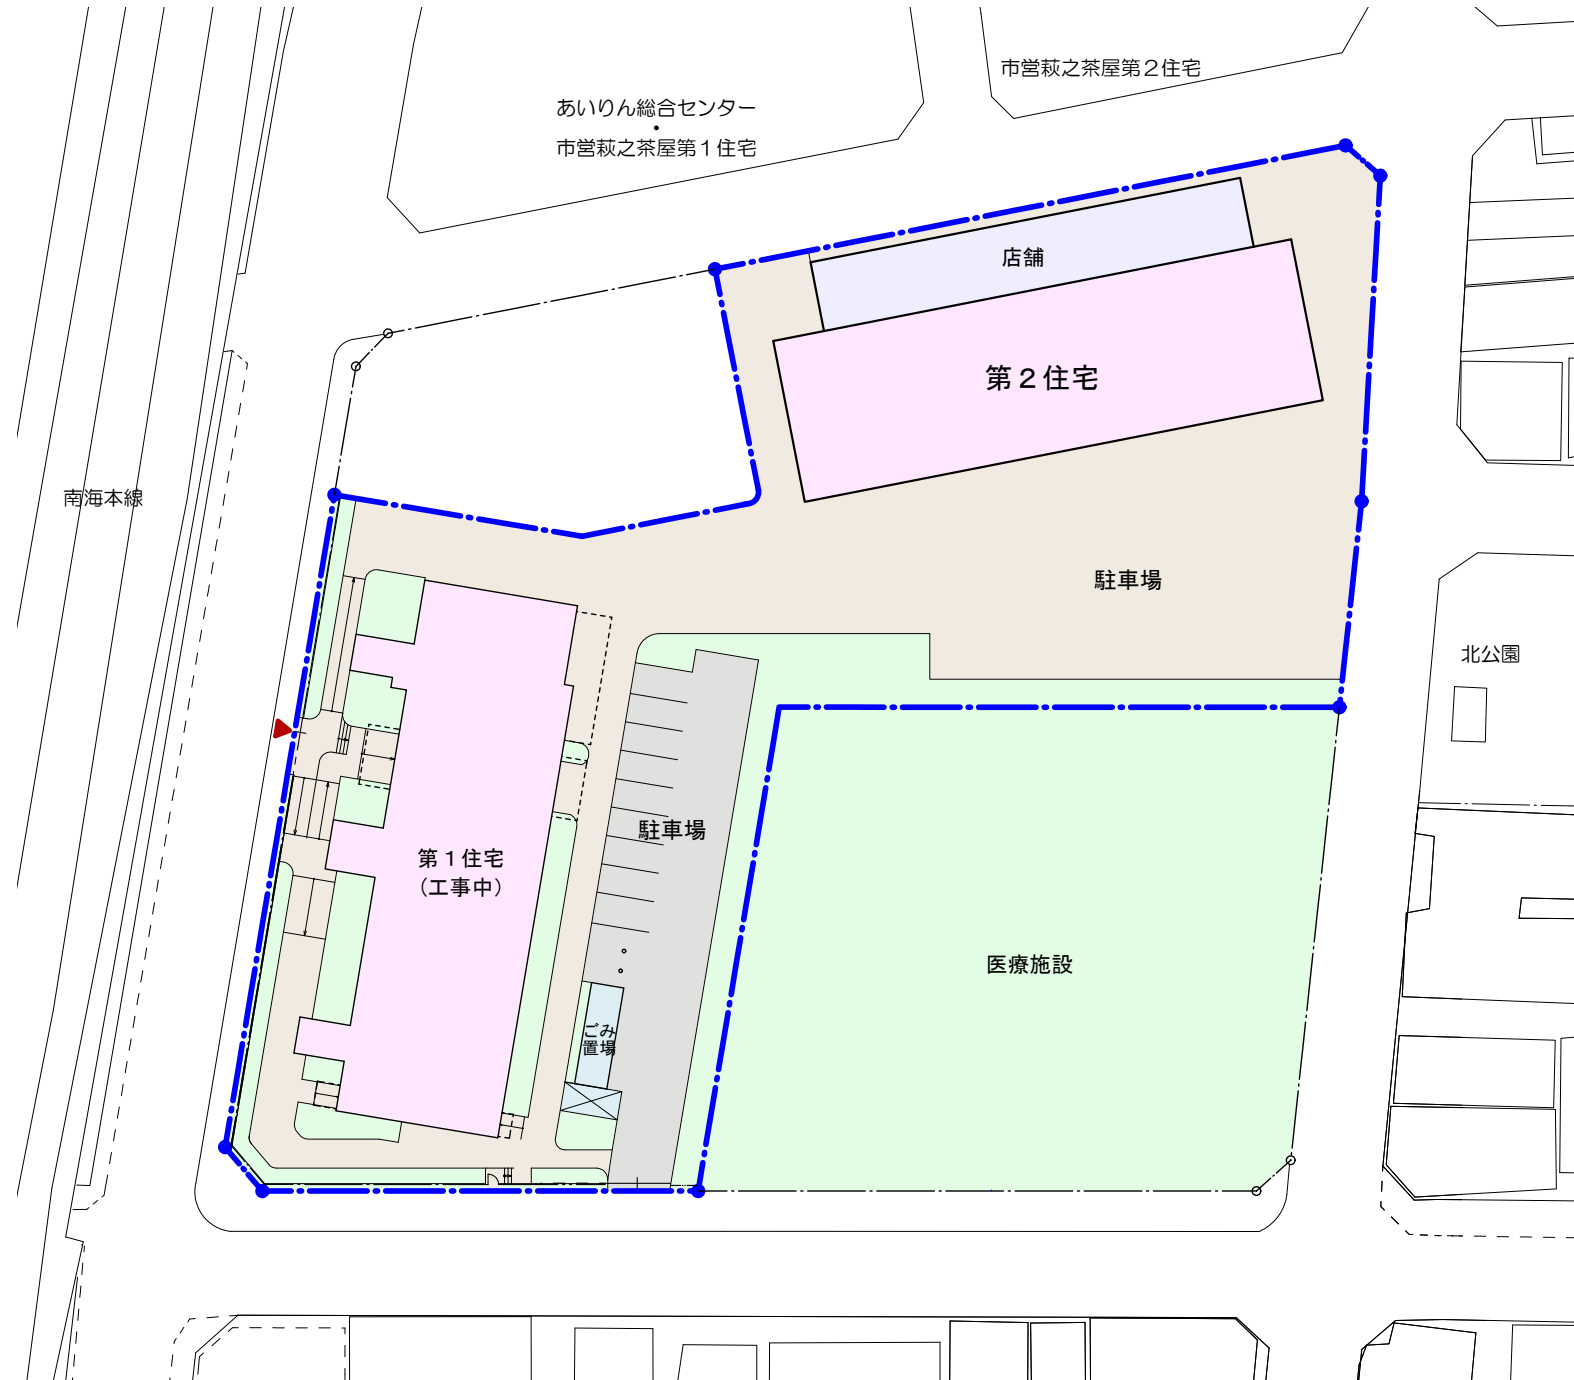 市営萩之茶屋第２住宅
あいりん総合センター
・
市営萩之茶屋第１住宅
店舗
第２住宅
南海本線
駐車場
北公園
駐車場
第１住宅
（工事中）
医療施設
ごみ
置場